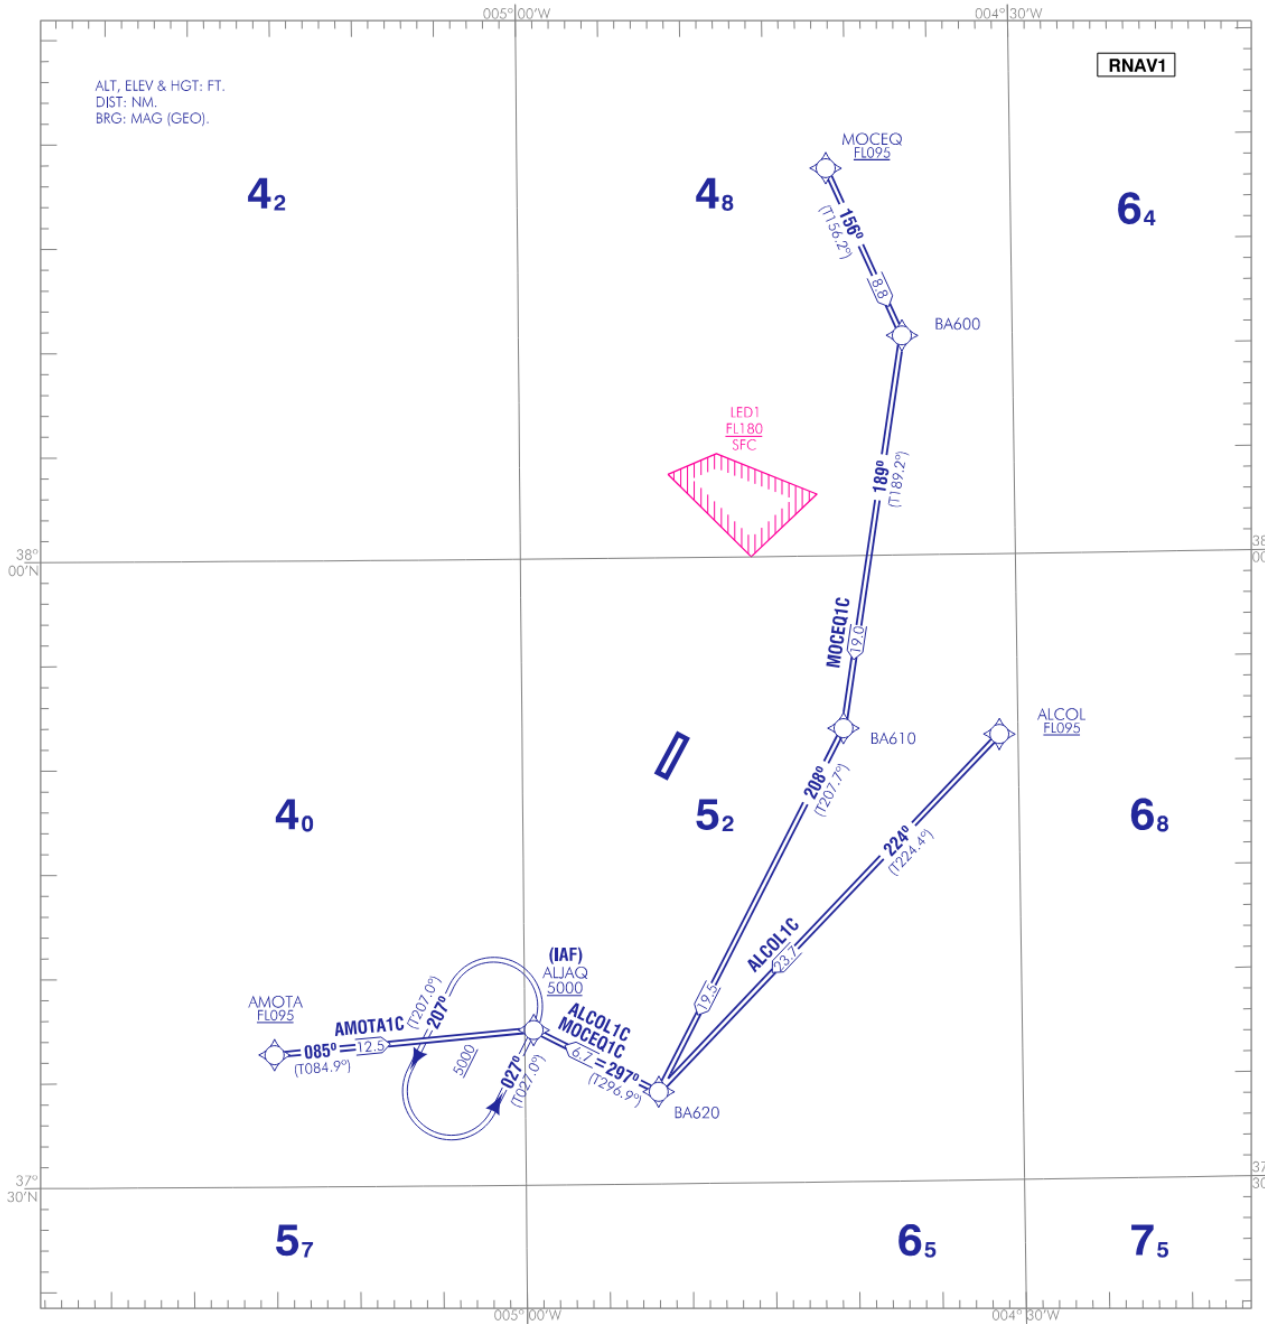 005°00'W
004°30'W
RNAV1
ALT, ELEV & HGT: FT.
DIST: NM.
BRG: MAG (GEO).
MOCEQ
FL095
42
48
64
156°
(T156.2°)
8.8
BA600
LED1
FL180
SFC
189°
(T189.2°)
38°
00'N
38
00
MOCEQ1C
19.0
ALCOL
FL095
BA610
208°
(T207.7°)
40
52
68
224°
(T224.4°)
ALCOL1C
23.7
(IAF)
ALJAQ
5000
19.5
AMOTA
FL095
(T207.0°)
207°
AMOTA1C
ALCOL1C
MOCEQ1C
085°
12.5
(T084.9°)
5000
027°
(T027.0°)
6.7
297°
(T296.9°)
BA620
37°
30'N
37
30
57
65
75
005°00'W
004°30'W